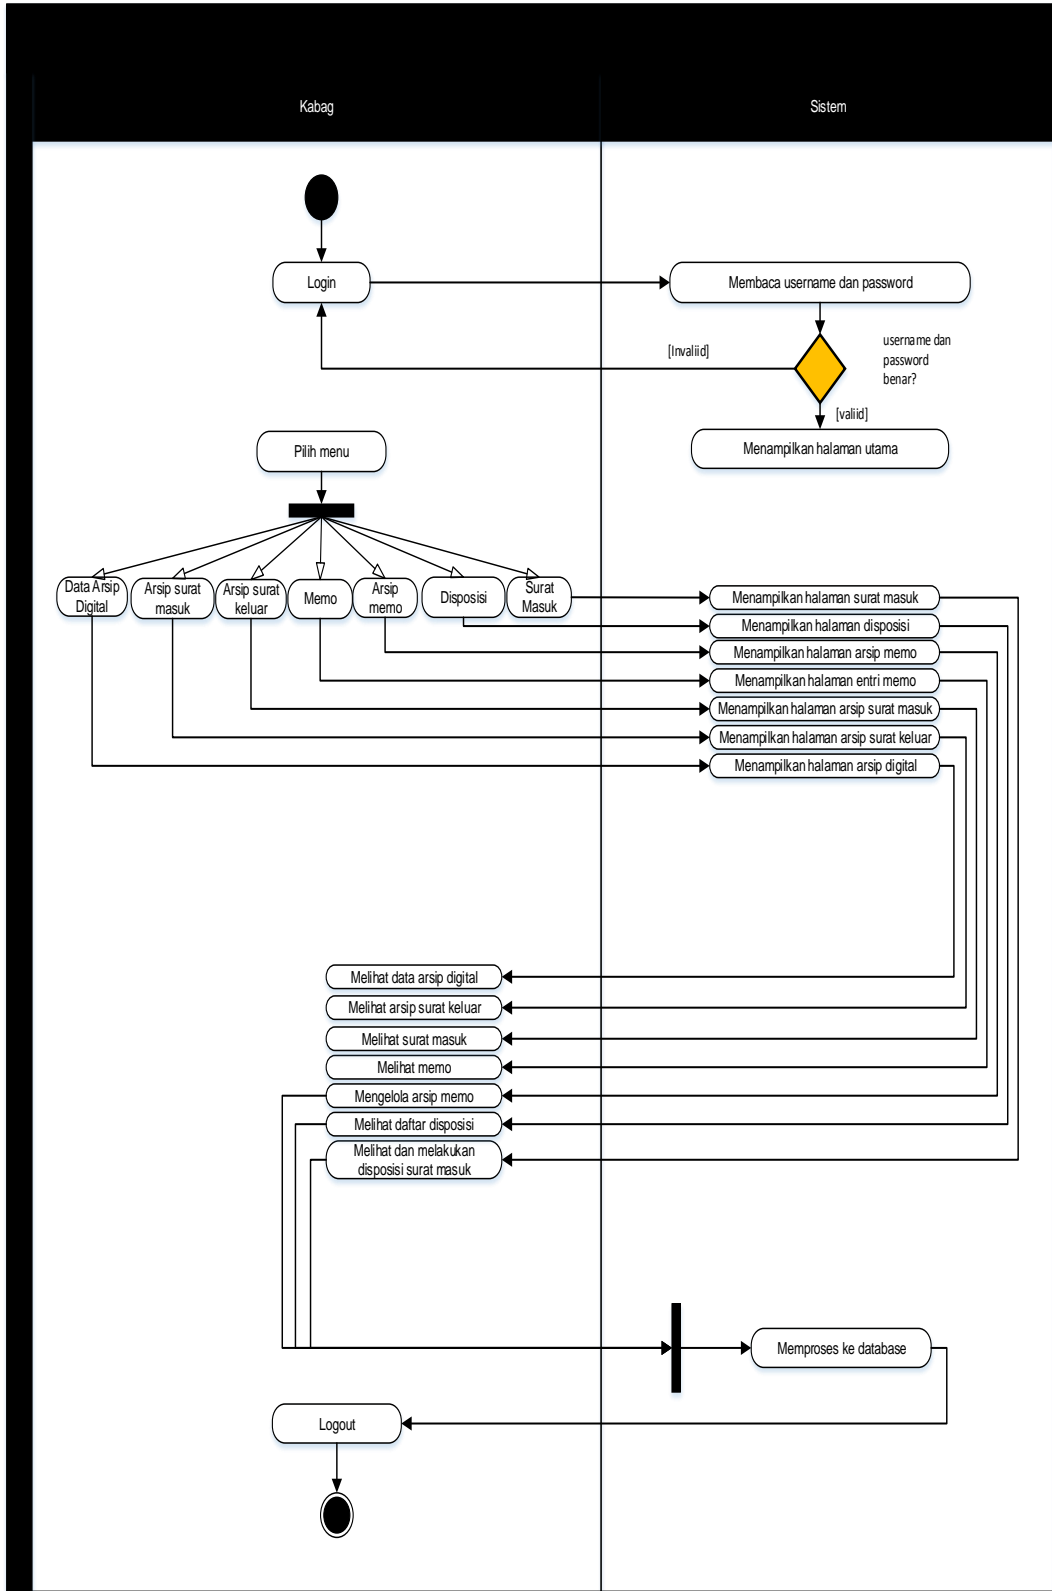 Kabag
Sistem
Login
Membaca username dan password
[Invaliid]
username dan
password
benar?
[valiid]
Pilih menu
Menampilkan halaman utama
Data Arsip
Digital
Arsip surat
masuk
Arsip surat
keluar
Memo
Arsip
memo
Disposisi
Surat
Masuk
Menampilkan halaman surat masuk
Menampilkan halaman disposisi
Menampilkan halaman arsip memo
Menampilkan halaman entri memo
Menampilkan halaman arsip surat masuk
Menampilkan halaman arsip surat keluar
Menampilkan halaman arsip digital
Melihat data arsip digital
Melihat arsip surat keluar
Melihat surat masuk
Melihat memo
Mengelola arsip memo
Melihat daftar disposisi
Melihat dan melakukan
disposisi surat masuk
Memproses ke database
Logout